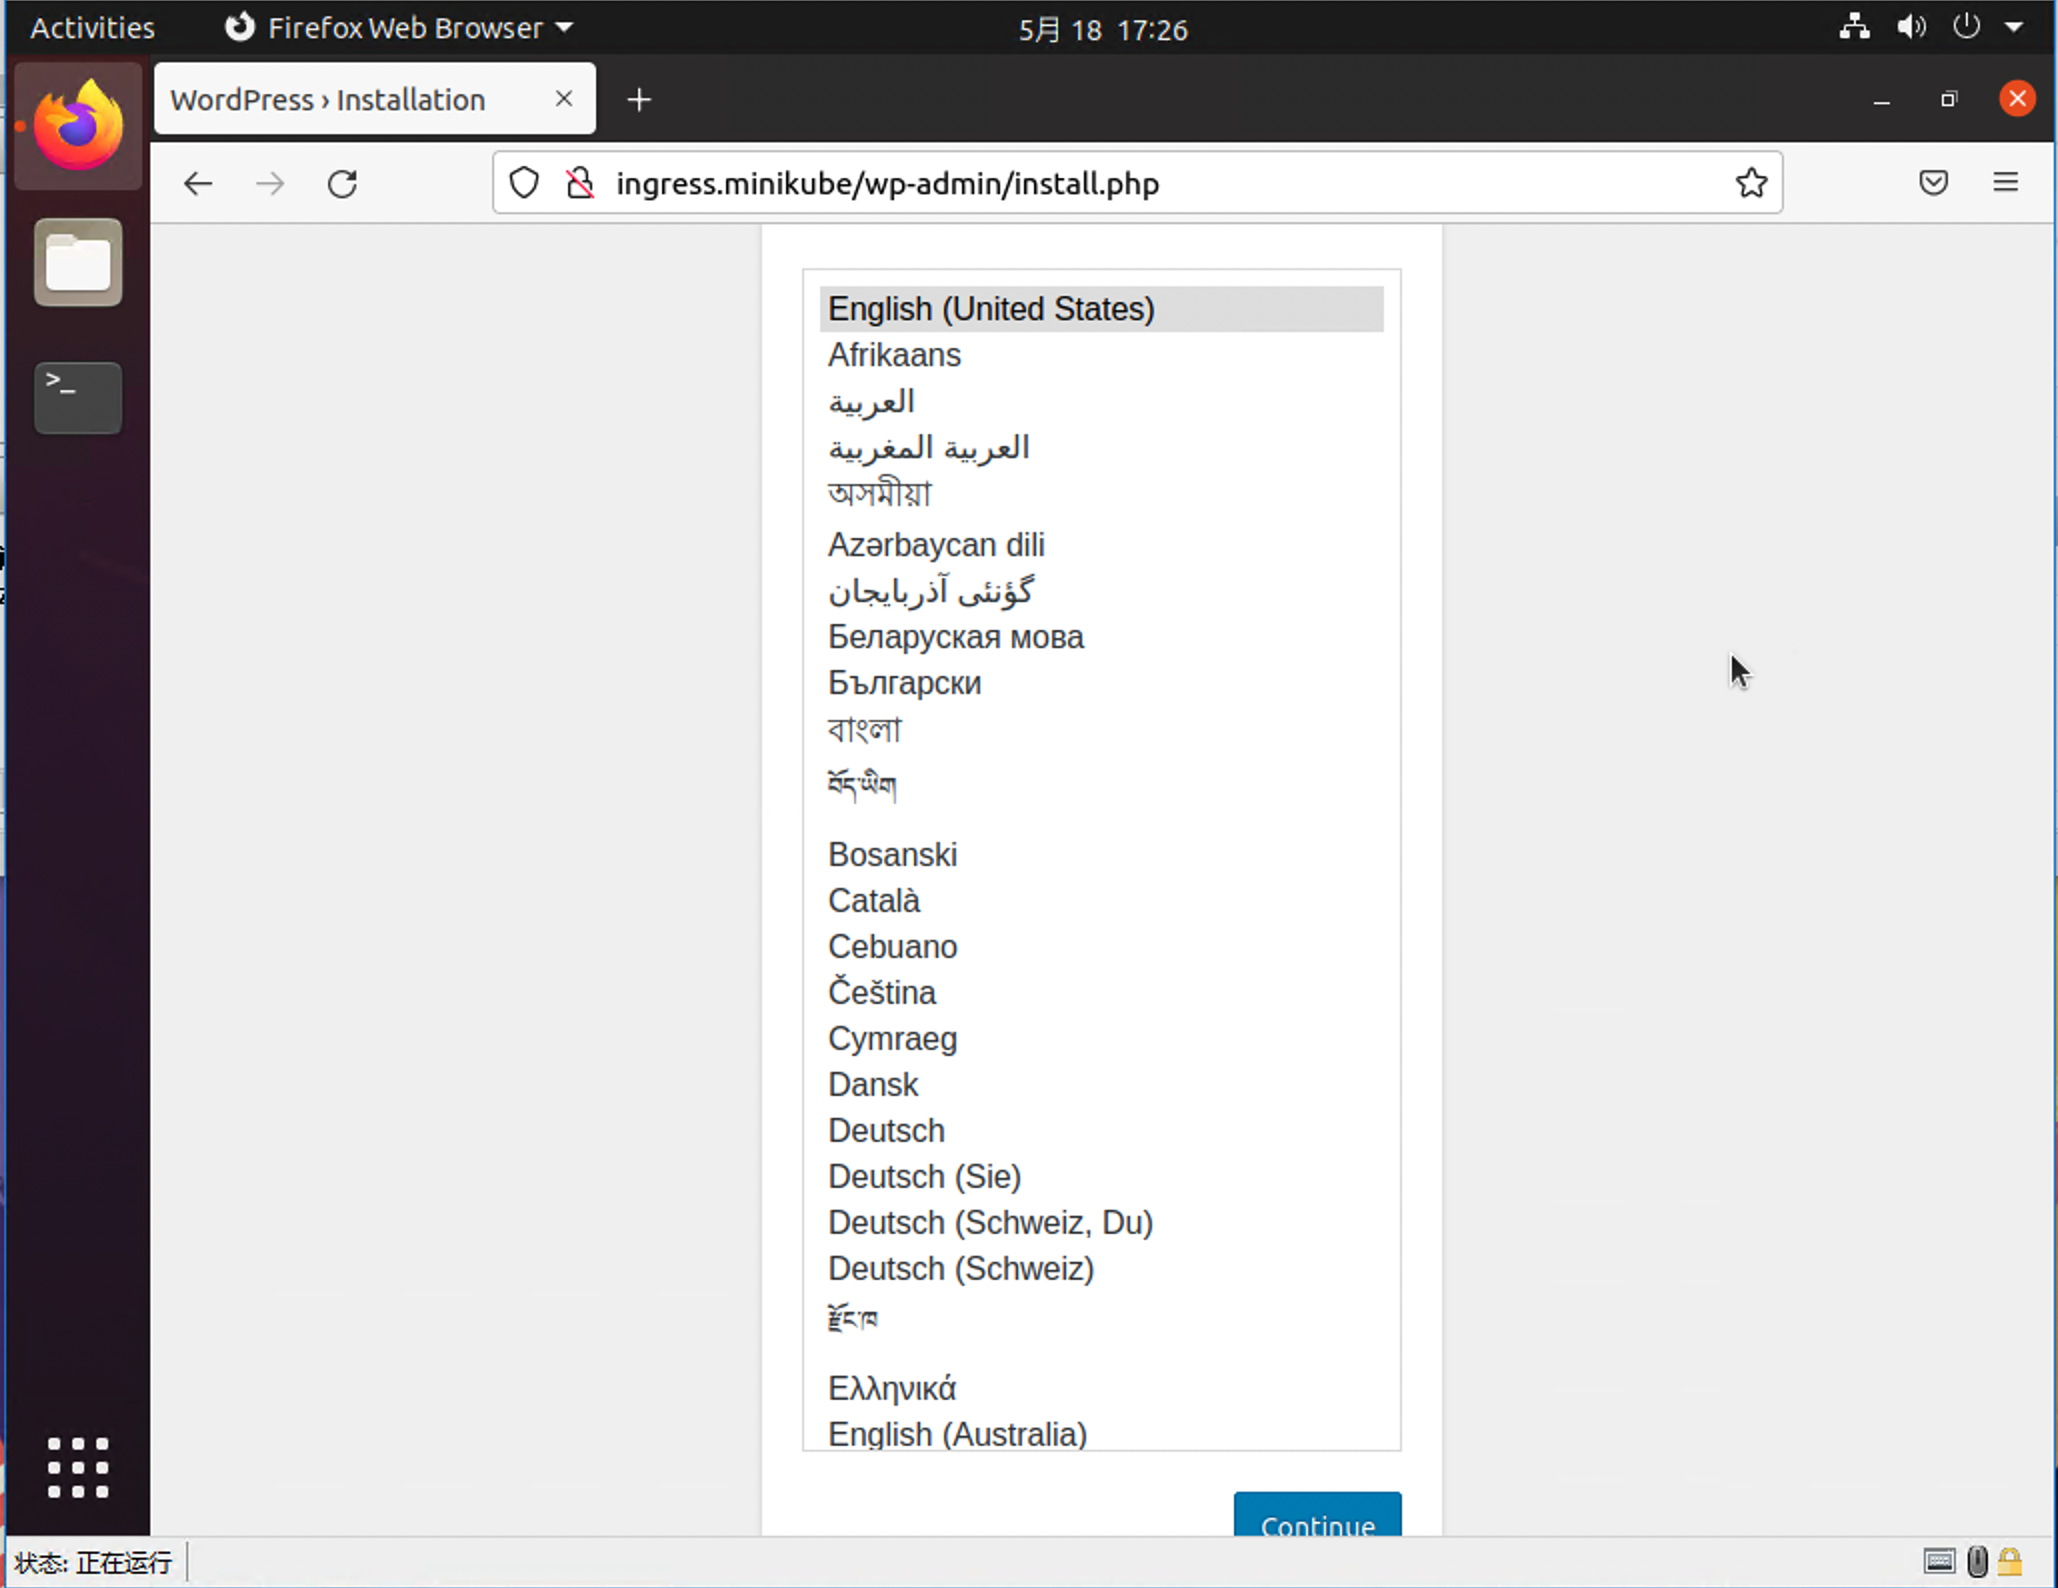 Activities
Firefox Web Browser
5月 18 17:26
WordPress › Installation
ingress.minikube/wp-admin/install.php
English (United States)
Afrikaans
العربية
العربية المغربية
অসমীয়া
Azərbaycan dili
گؤنئی آذربایجان
Беларуская мова
Български
বাংলা
བོད་ཡིག
Bosanski
Català
Cebuano
Čeština
Cymraeg
Dansk
Deutsch
Deutsch (Sie)
Deutsch (Schweiz, Du)
Deutsch (Schweiz)
རྫོང་ཁ
Ελληνικά
English (Australia)
Continue
状态: 正在运行